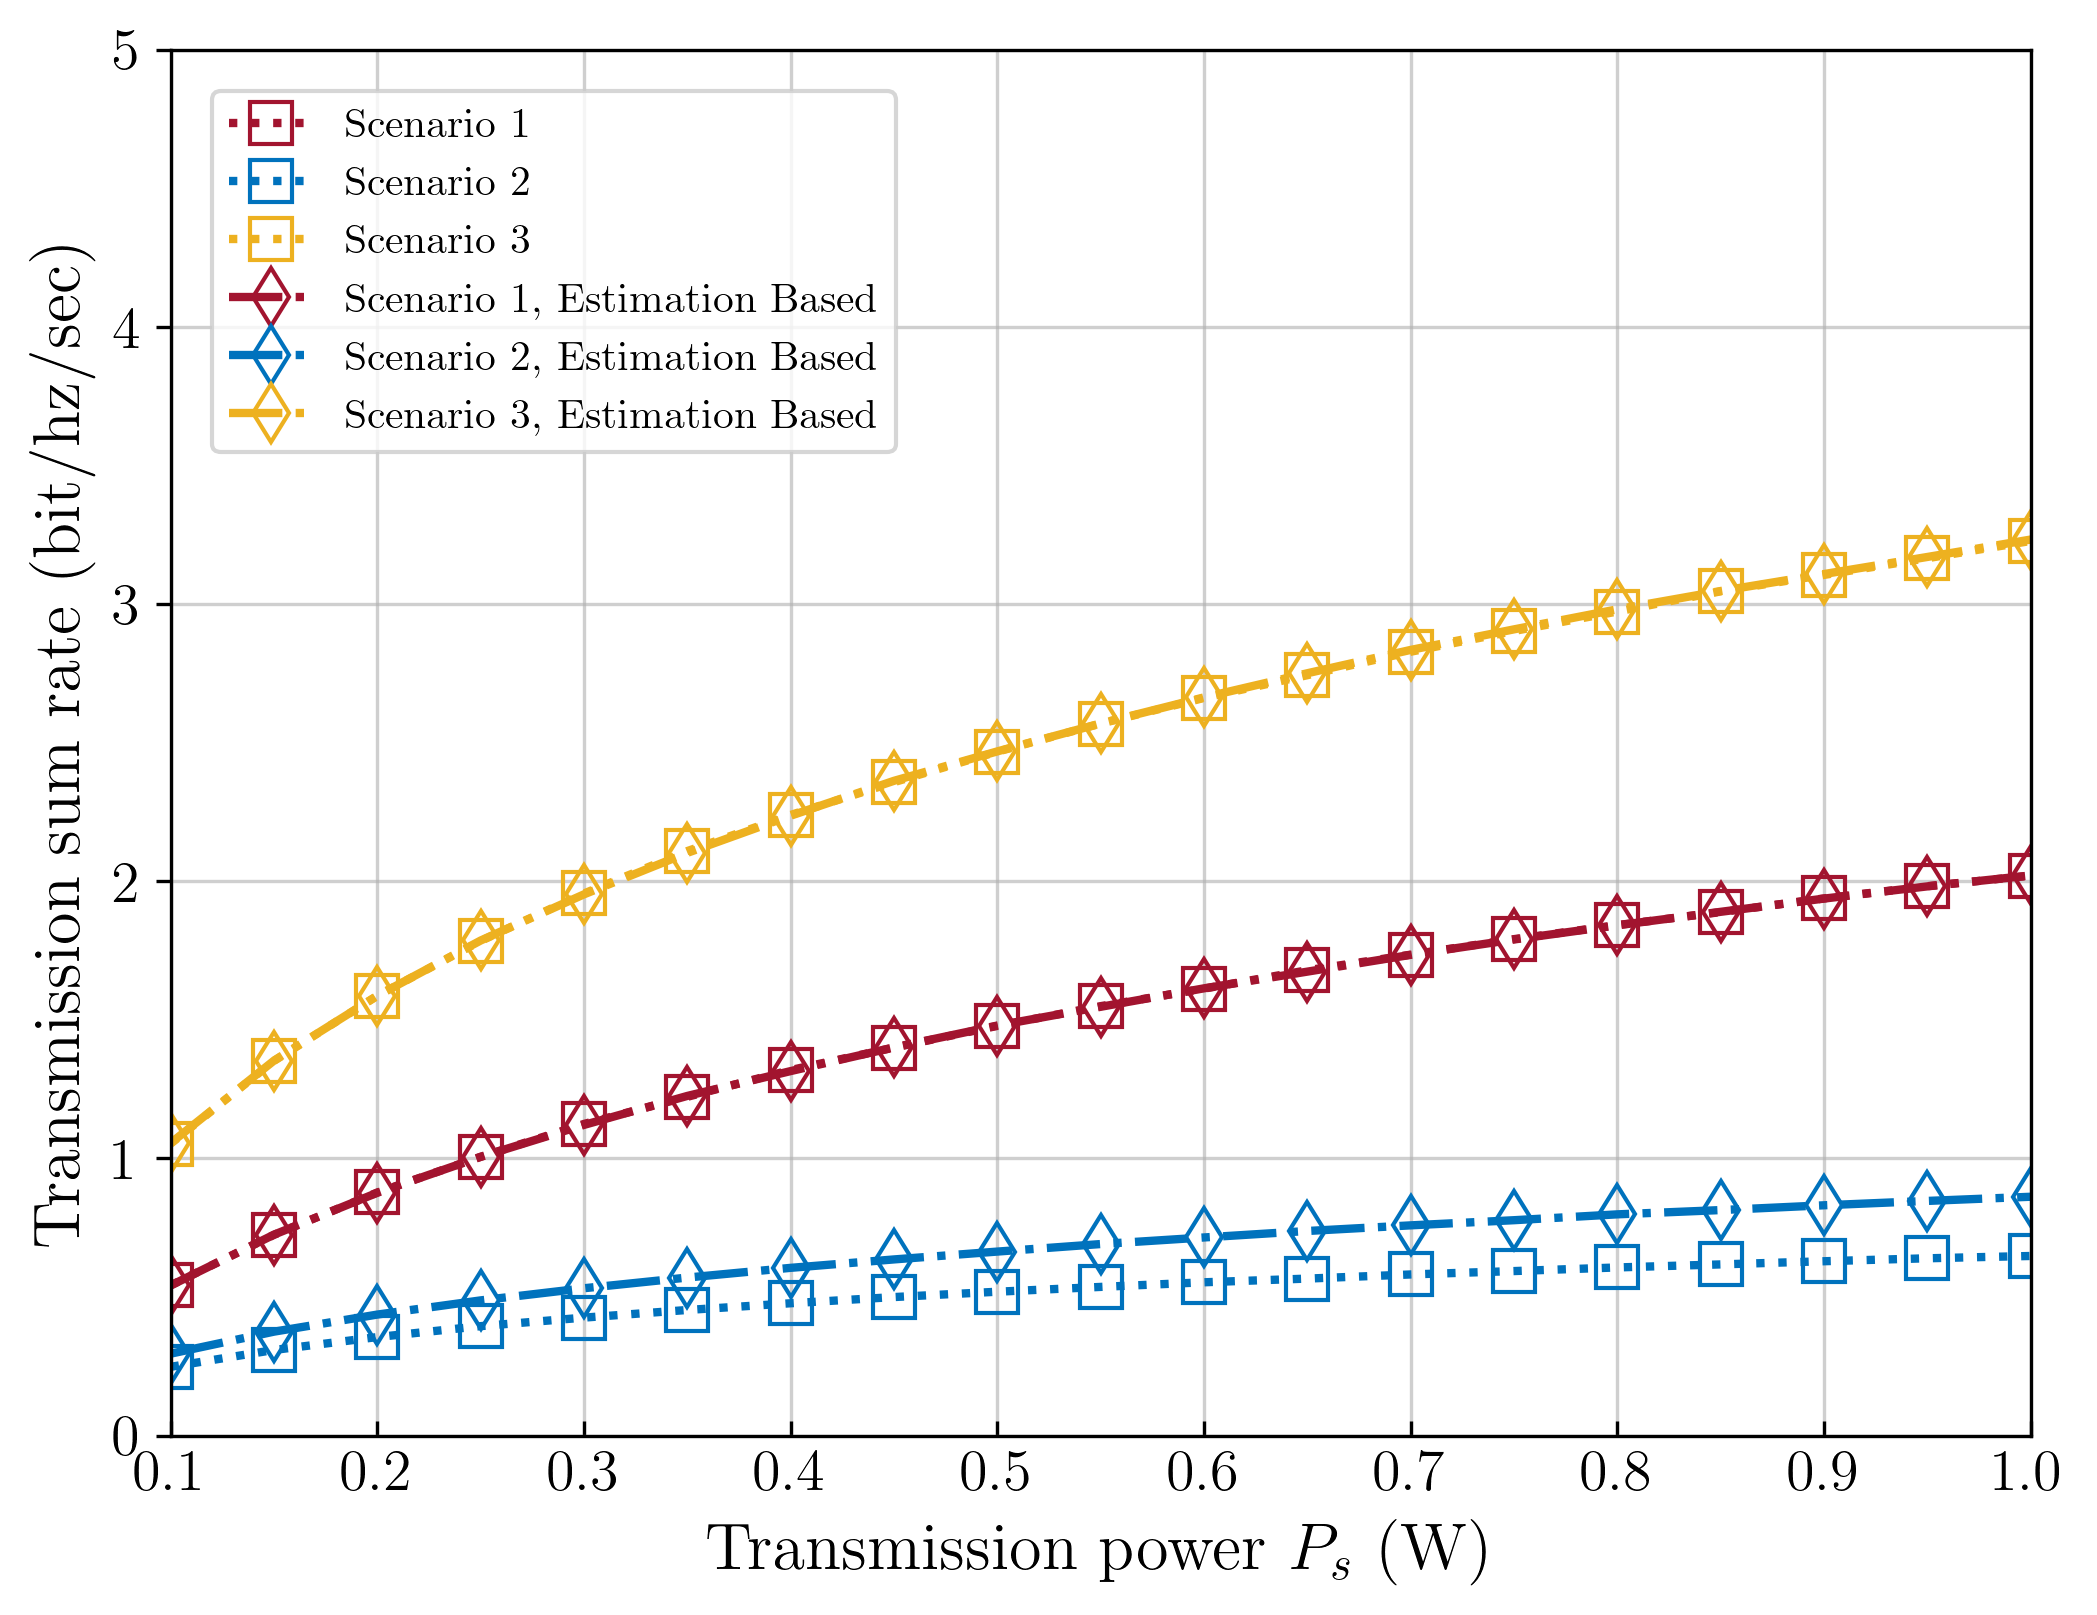 Transmission sum rate (bit/hz/sec)
5
4
3
2
1
0
Scenario 1
Scenario 2
Scenario 3
Scenario 1, Estimation Based
Scenario 2, Estimation Based
Scenario 3, Estimation Based
0.1 0.2 0.3 0.4 0.5 0.6 0.7 0.8 0.9 1.0
Transmission power P_s (W)